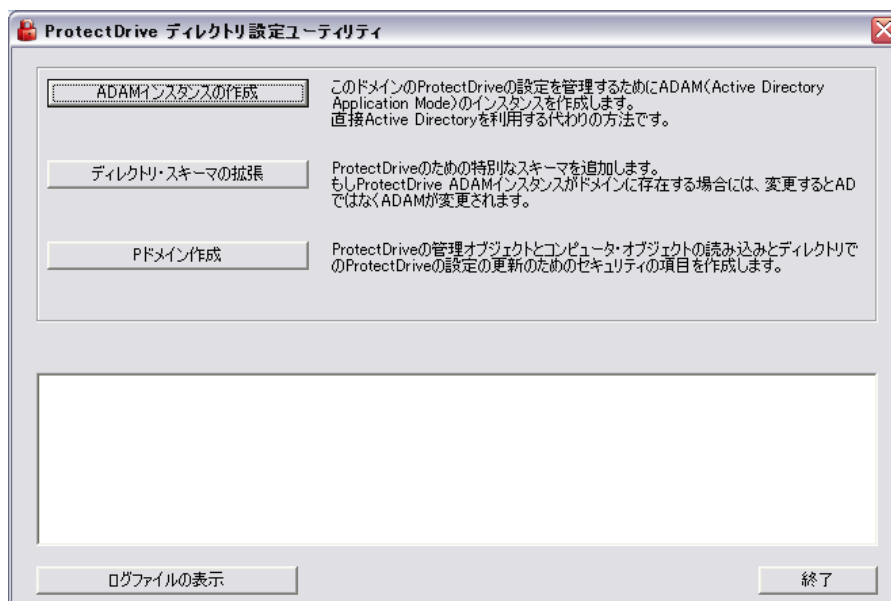 ProtectDrive ディレクトリ設定ユーティリティ
ADAMインスタンスの作成
このドメインのProtectDriveの設定を管理するためにADAM(Active Directory
Application Mode)のインスタンスを作成します。
直接Active Directoryを利用する代わりの方法です。
ディレクトリ・スキーマの拡張
ProtectDriveのための特別なスキーマを追加します。
もしProtectDrive ADAMインスタンスがドメインに存在する場合には、変更するとAD
ではなくADAMが変更されます。
Pドメイン作成
ProtectDriveの管理オブジェクトとコンピュータ・オブジェクトの読み込みとディレクトリで
のProtectDriveの設定の更新のためのセキュリティの項目を作成します。
ログファイルの表示
終了